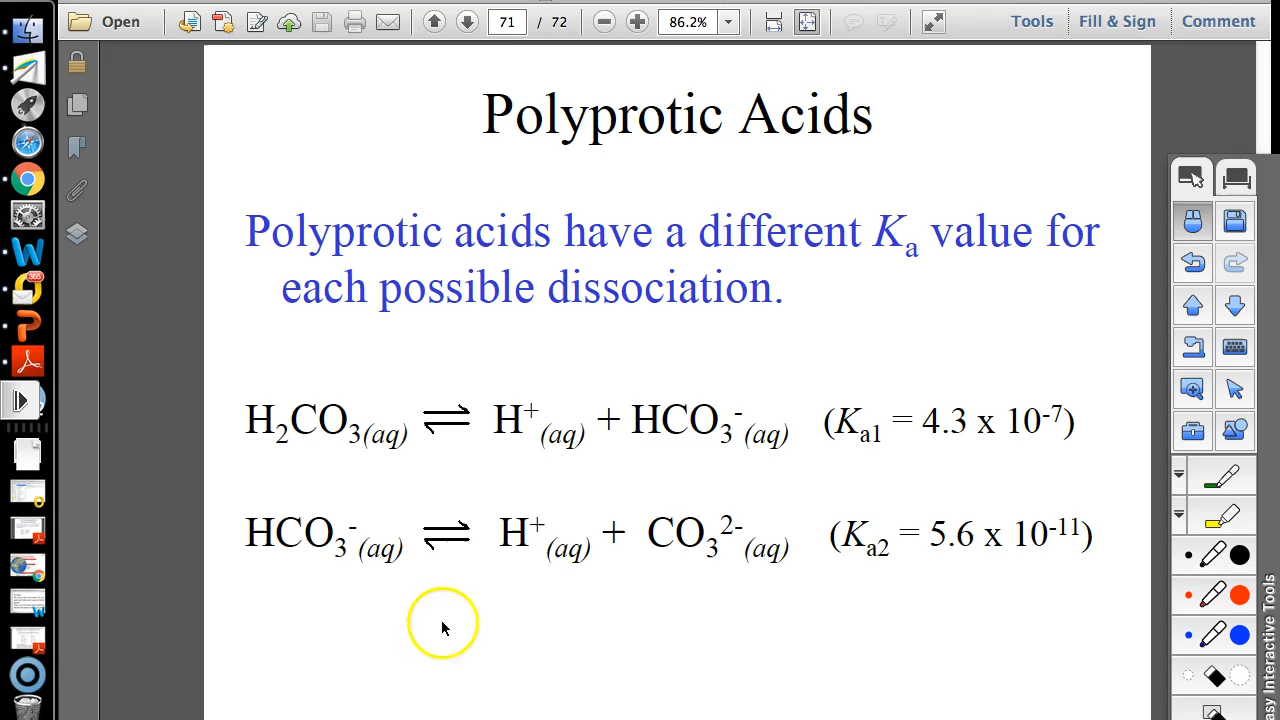 Open
71 / 72
86.2%
Tools
Fill & Sign
Comment
Polyprotic Acids
Polyprotic acids have a different Kₐ value for
each possible dissociation.
H₂CO₃(aq) ⇌ H⁺(aq) + HCO₃⁻(aq) (Kₐ₁ = 4.3 x 10⁻⁷)
HCO₃⁻(aq) ⇌ H⁺(aq) + CO₃²⁻(aq) (Kₐ₂ = 5.6 x 10⁻¹¹)
365
asy Interactive Tools